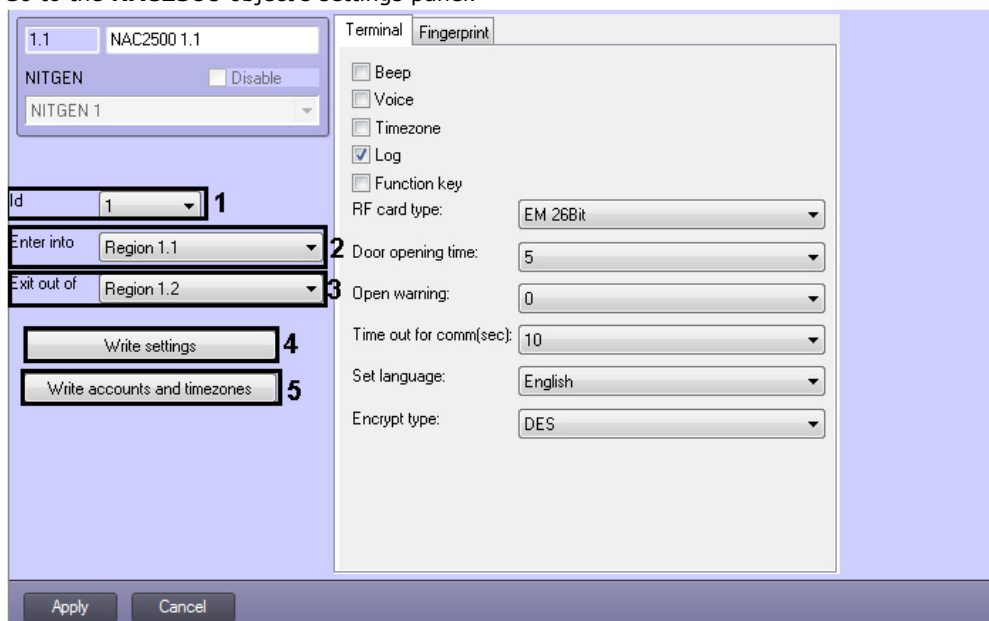 Go to the NAC2500 object's settings panel.
1.1 NAC2500 1.1
NITGEN Disable
NITGEN 1
Id 1 1
Enter into Region 1.1 2
Exit out of Region 1.2 3
Write settings 4
Write accounts and timezones 5
Terminal Fingerprint
Beep
Voice
Timezone
Log
Function key
RF card type: EM 26Bit
Door opening time: 5
Open warning: 0
Time out for comm(sec): 10
Set language: English
Encrypt type: DES
Apply Cancel